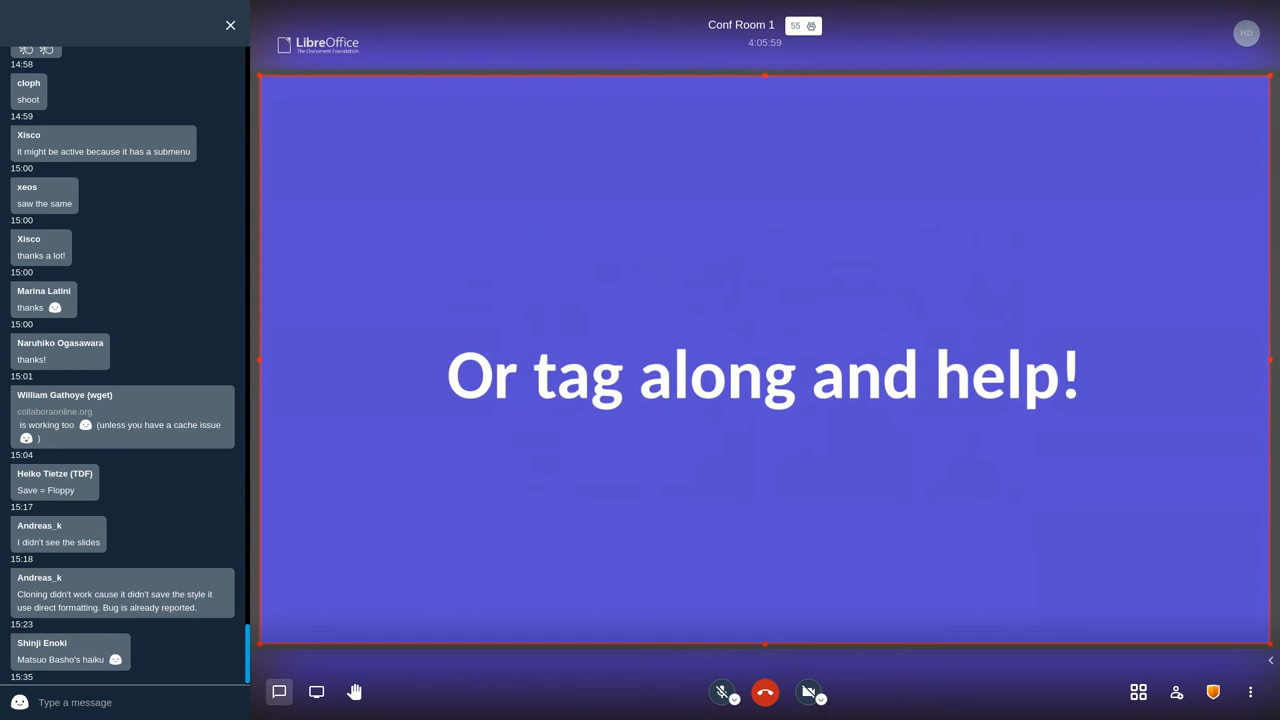 14:58
cloph
shoot
14:59
Xisco
it might be active because it has a submenu
15:00
xeos
saw the same
15:00
Xisco
thanks a lot!
15:00
Marina Latini
thanks
15:00
Naruhiko Ogasawara
thanks!
15:01
William Gathoye (wget)
collaboraonline.org
is working too (unless you have a cache issue
)
15:04
Heiko Tietze (TDF)
Save = Floppy
15:17
Andreas_k
I didn't see the slides
15:18
Andreas_k
Cloning didn't work cause it didn't save the style it
use direct formatting. Bug is already reported.
15:23
Shinji Enoki
Matsuo Basho's haiku
15:35
Type a message
LibreOffice
The Document Foundation
Conf Room 1 55
4:05:59
HD
Or tag along and help!